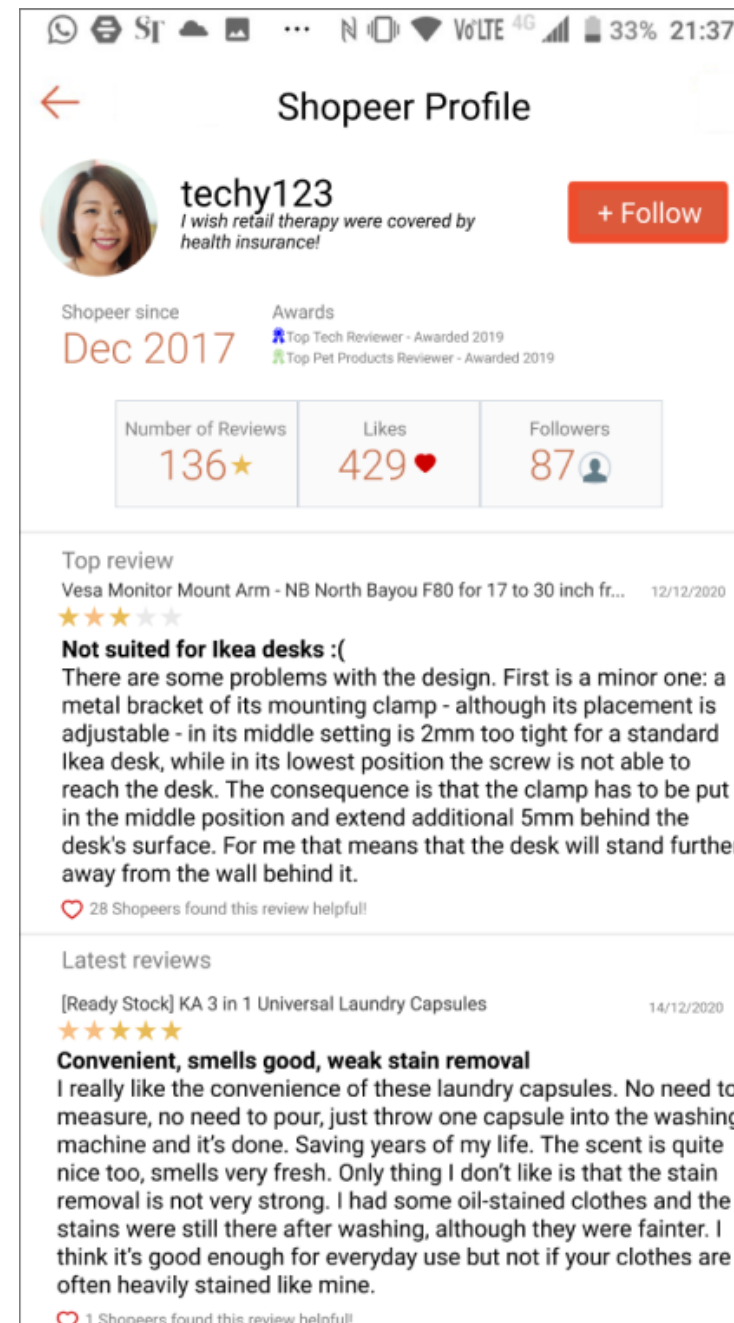 ST ... VoLTE 4G 33% 21:37
Shopeer Profile
techy123
I wish retail therapy were covered by
health insurance!
+ Follow
Shopeer since
Dec 2017
Awards
Top Tech Reviewer - Awarded 2019
Top Pet Products Reviewer - Awarded 2019
Number of Reviews
136
Likes
429
Followers
87
Top review
Vesa Monitor Mount Arm - NB North Bayou F80 for 17 to 30 inch fr... 12/12/2020
Not suited for Ikea desks :(
There are some problems with the design. First is a minor one: a
metal bracket of its mounting clamp - although its placement is
adjustable - in its middle setting is 2mm too tight for a standard
Ikea desk, while in its lowest position the screw is not able to
reach the desk. The consequence is that the clamp has to be put
in the middle position and extend additional 5mm behind the
desk's surface. For me that means that the desk will stand further
away from the wall behind it.
28 Shopeers found this review helpful!
Latest reviews
[Ready Stock] KA 3 in 1 Universal Laundry Capsules 14/12/2020
Convenient, smells good, weak stain removal
I really like the convenience of these laundry capsules. No need to
measure, no need to pour, just throw one capsule into the washing
machine and it's done. Saving years of my life. The scent is quite
nice too, smells very fresh. Only thing I don't like is that the stain
removal is not very strong. I had some oil-stained clothes and the
stains were still there after washing, although they were fainter. I
think it's good enough for everyday use but not if your clothes are
often heavily stained like mine.
1 Shopeers found this review helpful!